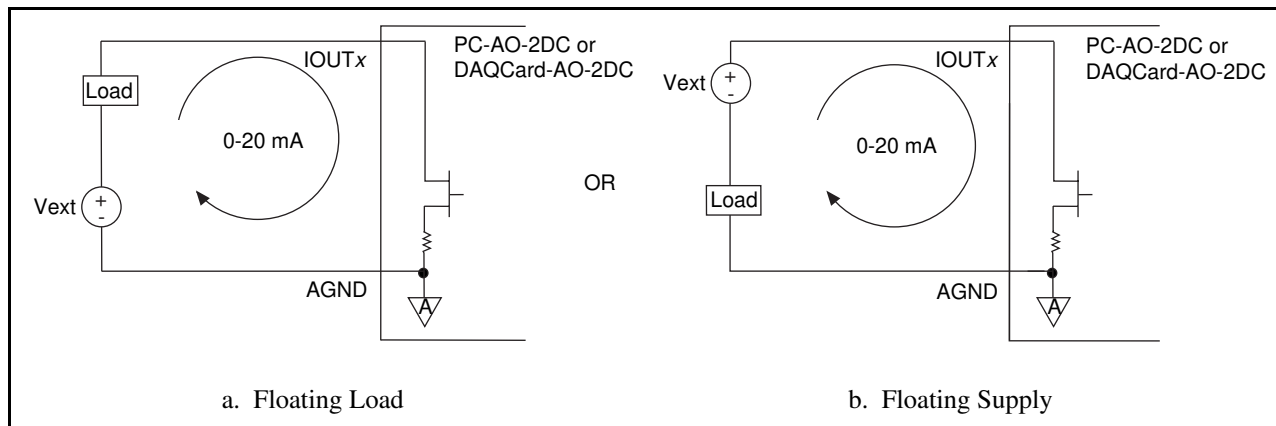 PC-AO-2DC or
DAQCard-AO-2DC
IOUTx
Load
0-20 mA
Vext
+
-
AGND
A
a. Floating Load
OR
PC-AO-2DC or
DAQCard-AO-2DC
IOUTx
Vext
+
-
0-20 mA
Load
AGND
A
b. Floating Supply